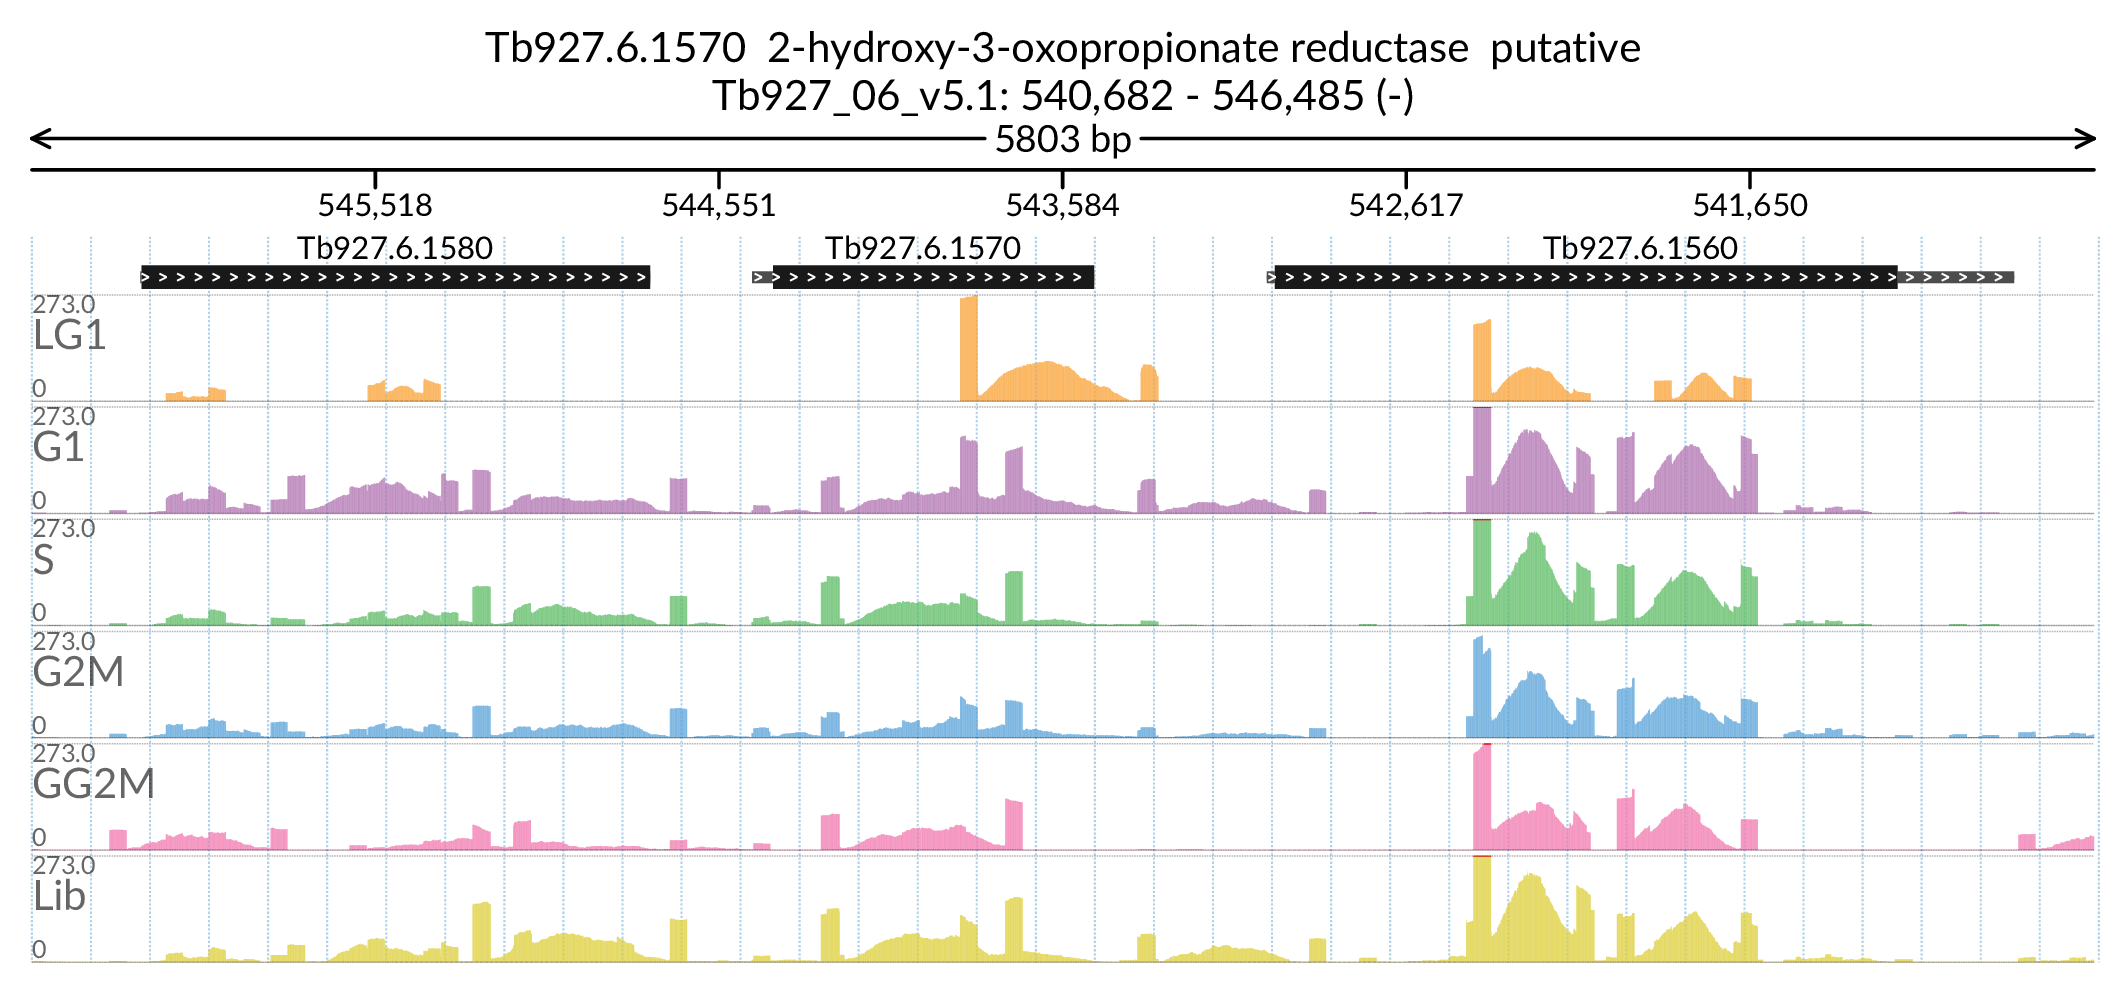 Tb927.6.1570  2-hydroxy-3-oxopropionate reductase  putative
Tb927_06_v5.1: 540,682 - 546,485 (-)
5803 bp
545,518 544,551 543,584 542,617 541,650
Tb927.6.1580 Tb927.6.1570 Tb927.6.1560
273.0
LG1
0
273.0
G1
0
273.0
S
0
273.0
G2M
0
273.0
GG2M
0
273.0
Lib
0